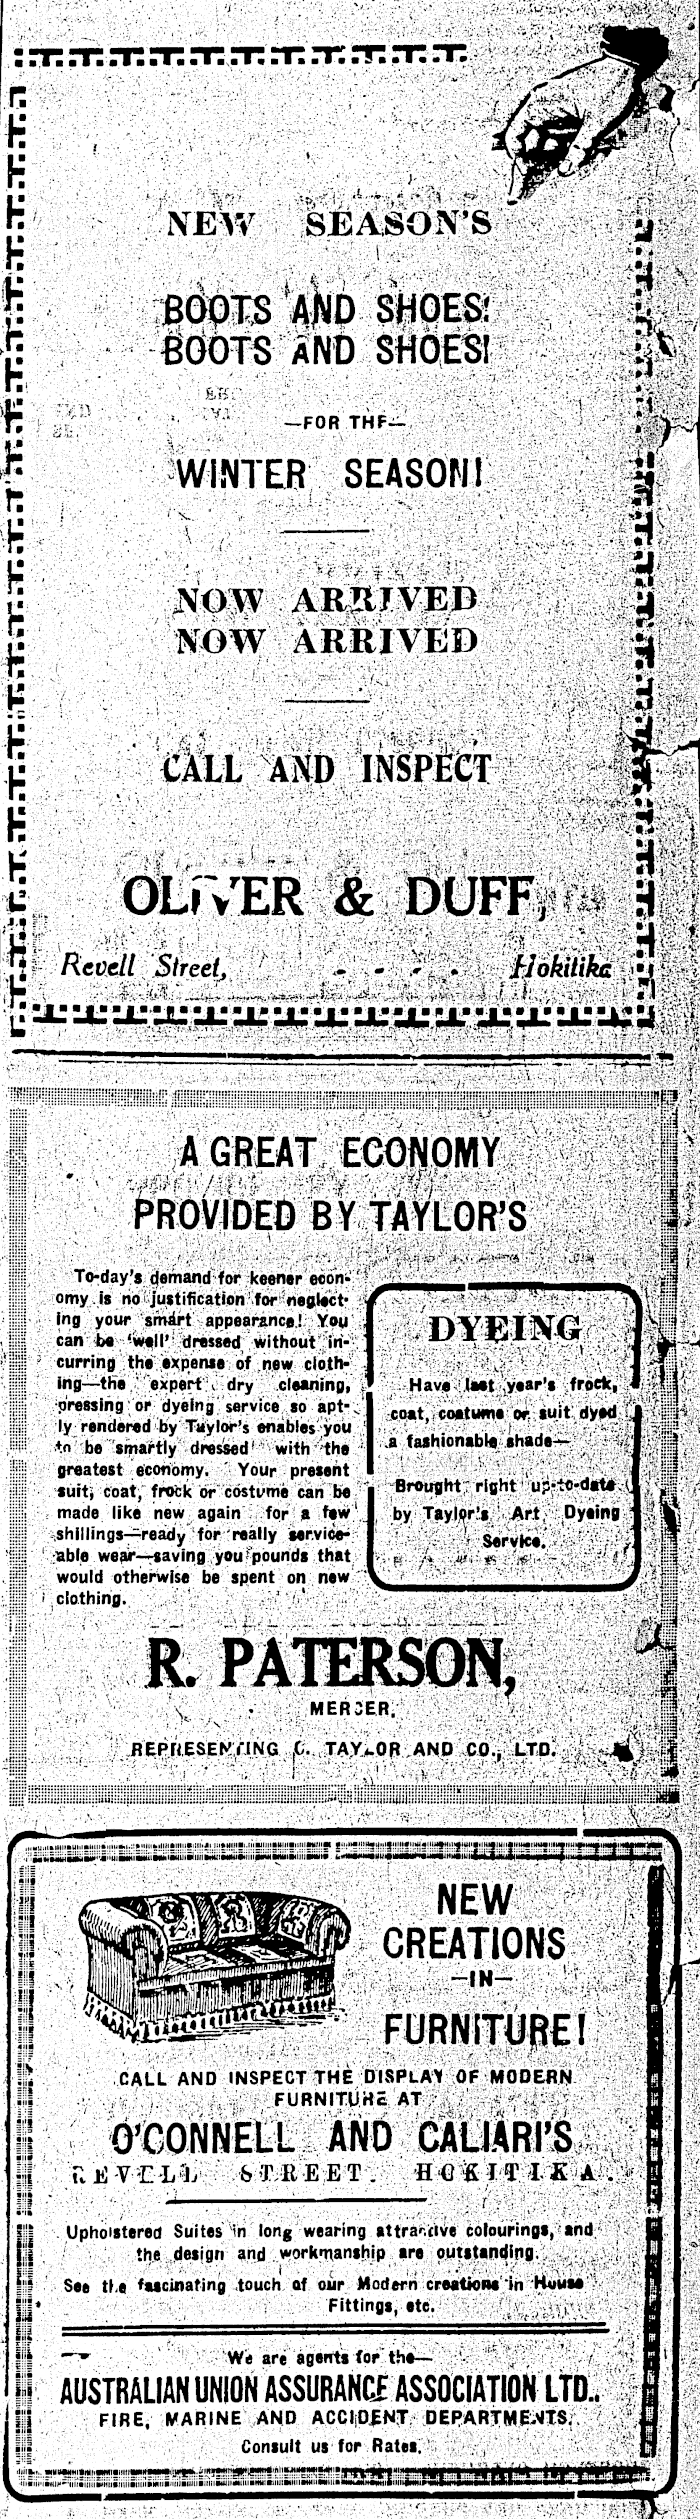 NEW SEASON'S
BOOTS AND SHOES!
BOOTS AND SHOES!
—FOR THE—
WINTER SEASON!
NOW ARRIVED
NOW ARRIVED
CALL AND INSPECT
OLIVER & DUFF,
Revell Street, - - - - Hokitika
A GREAT ECONOMY
PROVIDED BY TAYLOR'S
To-day's demand for keener econ-
omy is no justification for neglect-
ing your smart appearance! You
can be 'well' dressed without in-
curring the expense of new cloth-
ing—the expert dry cleaning,
pressing or dyeing service so apt-
ly rendered by Taylor's enables you
to be smartly dressed with the
greatest economy. Your present
suit, coat, frock or costume can be
made like new again for a few
shillings—ready for really service-
able wear—saving you pounds that
would otherwise be spent on new
clothing.
DYEING
Have last year's frock,
coat, costume or suit dyed
a fashionable shade—
Brought right up-to-date
by Taylor's Art Dyeing
Service.
R. PATERSON,
MERCER.
REPRESENTING C. TAYLOR AND CO., LTD.
NEW
CREATIONS
—IN—
FURNITURE!
CALL AND INSPECT THE DISPLAY OF MODERN
FURNITURE AT
O'CONNELL AND CALIARI'S
REVELL STREET. HOKITIKA.
Upholstered Suites in long wearing attractive colourings, and
the design and workmanship are outstanding.
See the fascinating touch of our Modern creations in House
Fittings, etc.
We are agents for the—
AUSTRALIAN UNION ASSURANCE ASSOCIATION LTD..
FIRE, MARINE AND ACCIDENT DEPARTMENTS.
Consult us for Rates.